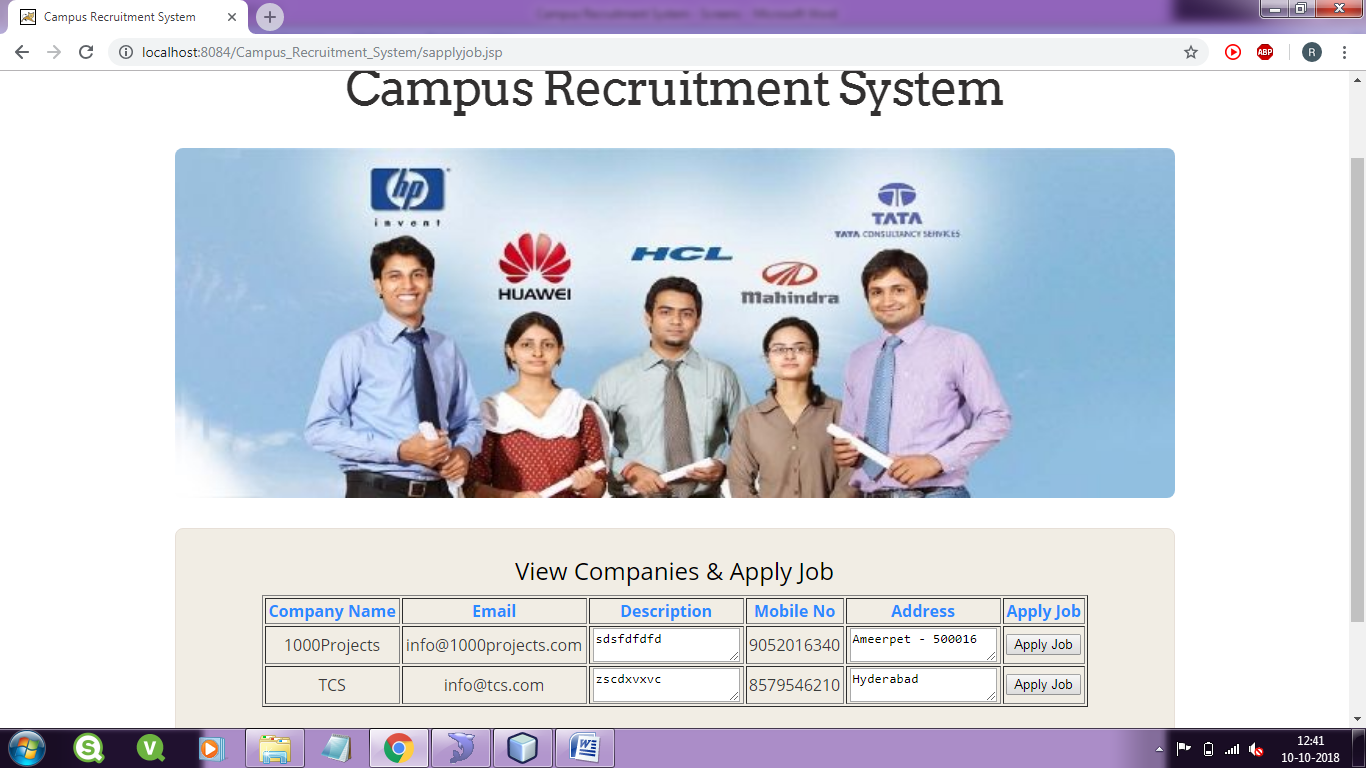 Campus Recruitment System
Campus Recruitment System - Screens - Microsoft Word
localhost:8084/Campus_Recruitment_System/sapplyjob.jsp
ABP
R
Campus Recruitment System
hp
invent
TATA
TATA CONSULTANCY SERVICES
HUAWEI
HCL
Mahindra
View Companies & Apply Job
Company Name Email Description Mobile No Address Apply Job
1000Projects info@1000projects.com sdsfdfdfd 9052016340 Ameerpet - 500016 Apply Job
TCS info@tcs.com zscdxvxvc 8579546210 Hyderabad Apply Job
S
V
W
12:41
10-10-2018